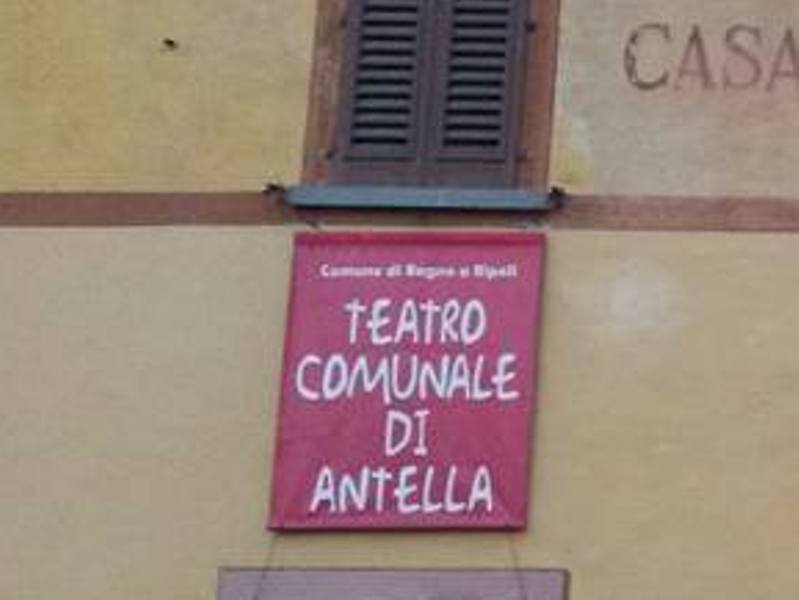 CASA
Comune di Bagno a Ripoli
TEATRO
COMUNALE
DI
ANTELLA